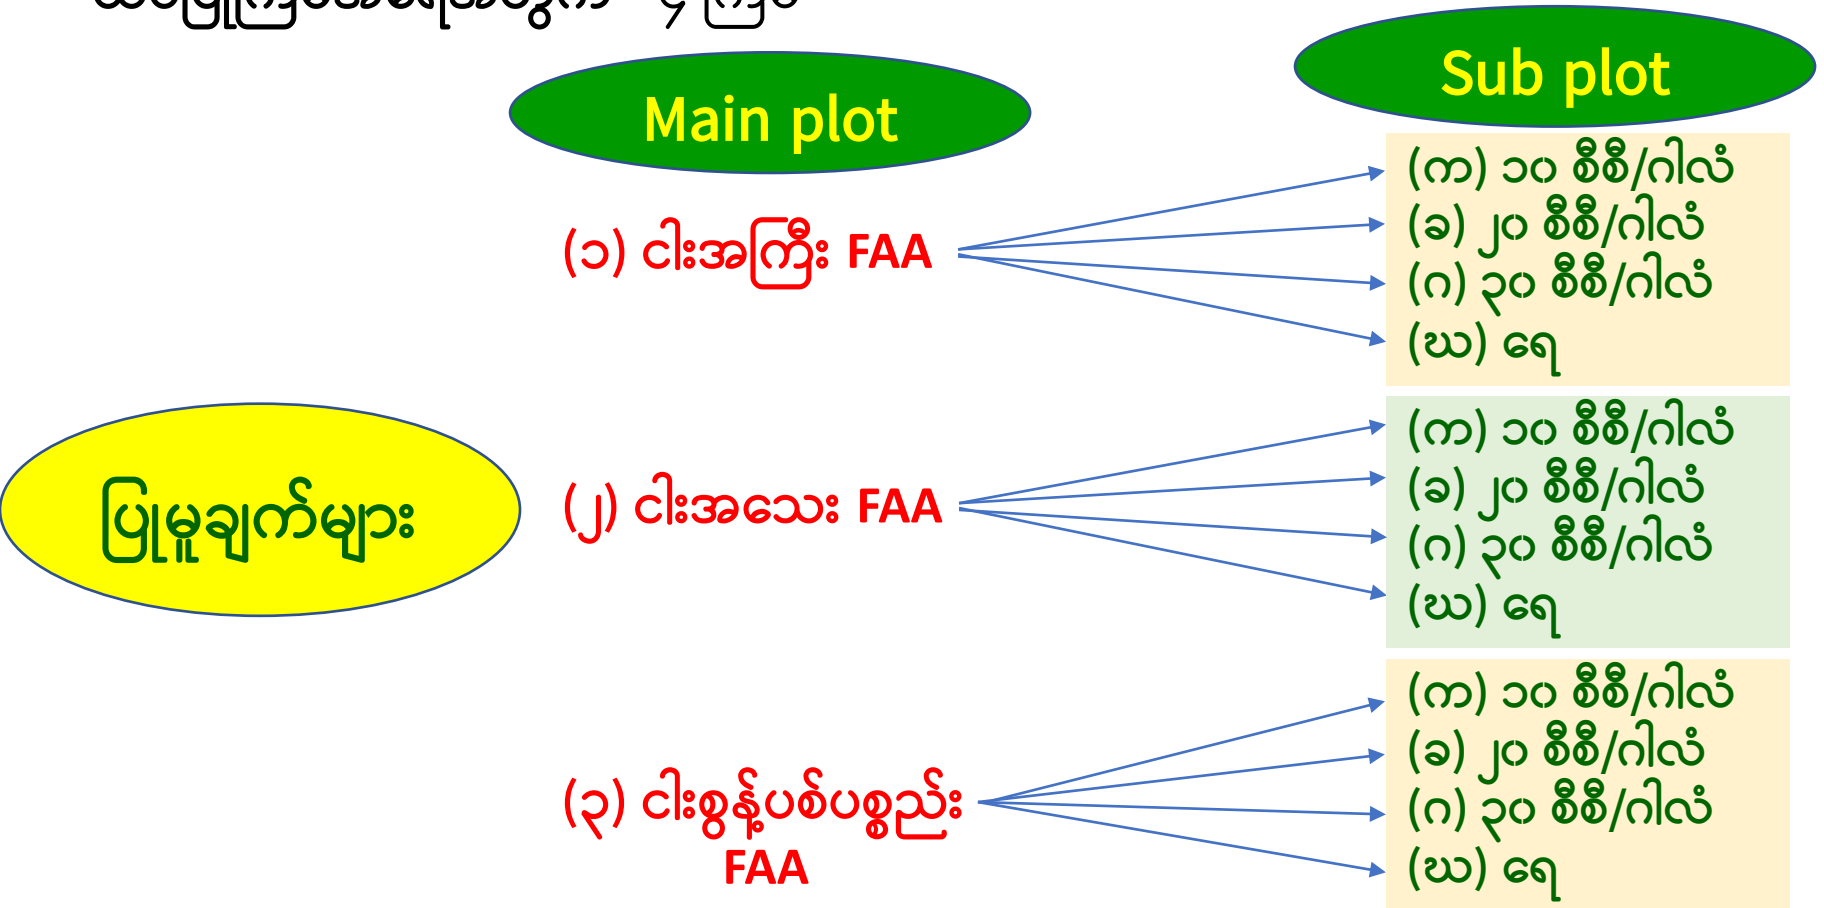 Main plot
Sub plot
(၁) ငါးအကြီး FAA
(က) ၁၀ စီစီ/ဂါလံ
(ခ) ၂၀ စီစီ/ဂါလံ
(ဂ) ၃၀ စီစီ/ဂါလံ
(ဃ) ရေ
ပြုမူချက်များ
(၂) ငါးအသေး FAA
(က) ၁၀ စီစီ/ဂါလံ
(ခ) ၂၀ စီစီ/ဂါလံ
(ဂ) ၃၀ စီစီ/ဂါလံ
(ဃ) ရေ
(၃) ငါးစွန့်ပစ်ပစ္စည်း
FAA
(က) ၁၀ စီစီ/ဂါလံ
(ခ) ၂၀ စီစီ/ဂါလံ
(ဂ) ၃၀ စီစီ/ဂါလံ
(ဃ) ရေ